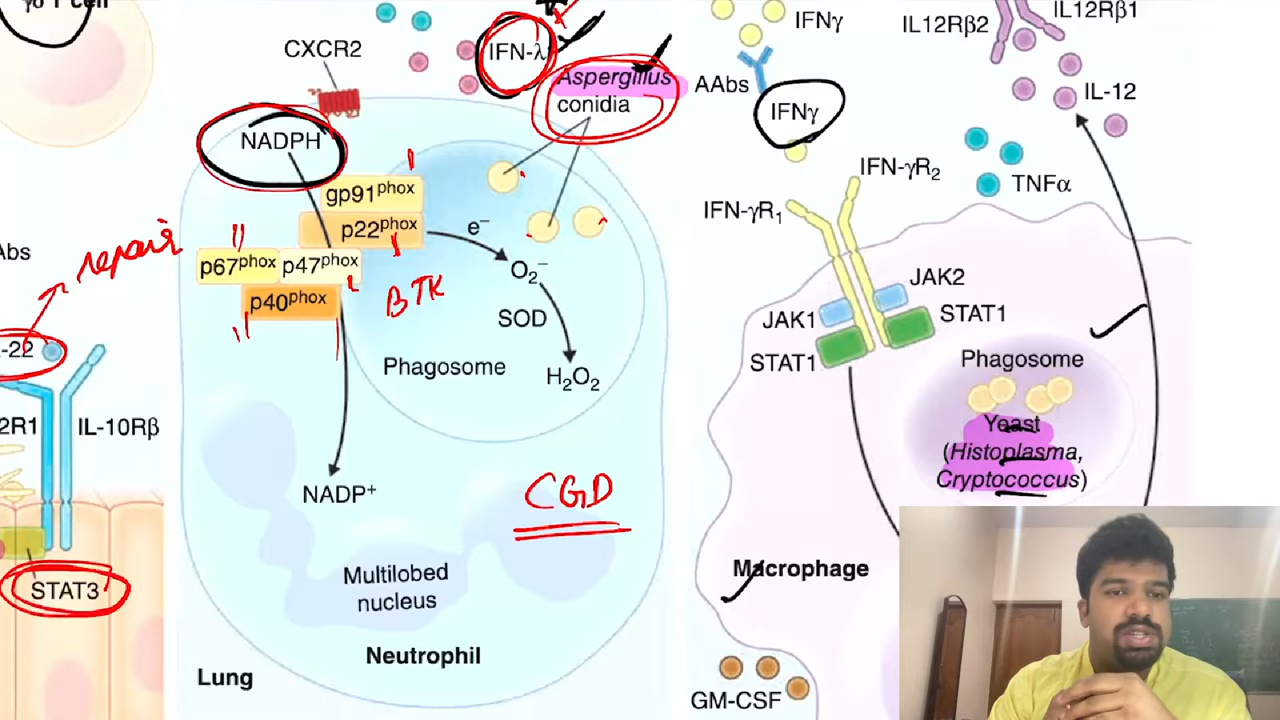 γδ T cell
Abs
repair
-22
2R1
IL-10Rβ
STAT3
CXCR2
IFN-λ
Aspergillus
conidia
NADPH
gp91phox
p22phox
p67phox
p47phox
p40phox
BTK
e⁻
O₂⁻
SOD
H₂O₂
Phagosome
NADP⁺
CGD
Multilobed
nucleus
Neutrophil
Lung
IFNγ
AAbs
IFNγ
IL12Rβ2
IL12Rβ1
IL-12
TNFα
IFN-γR₂
IFN-γR₁
JAK2
JAK1
STAT1
STAT1
Phagosome
Yeast
(Histoplasma,
Cryptococcus)
Macrophage
GM-CSF